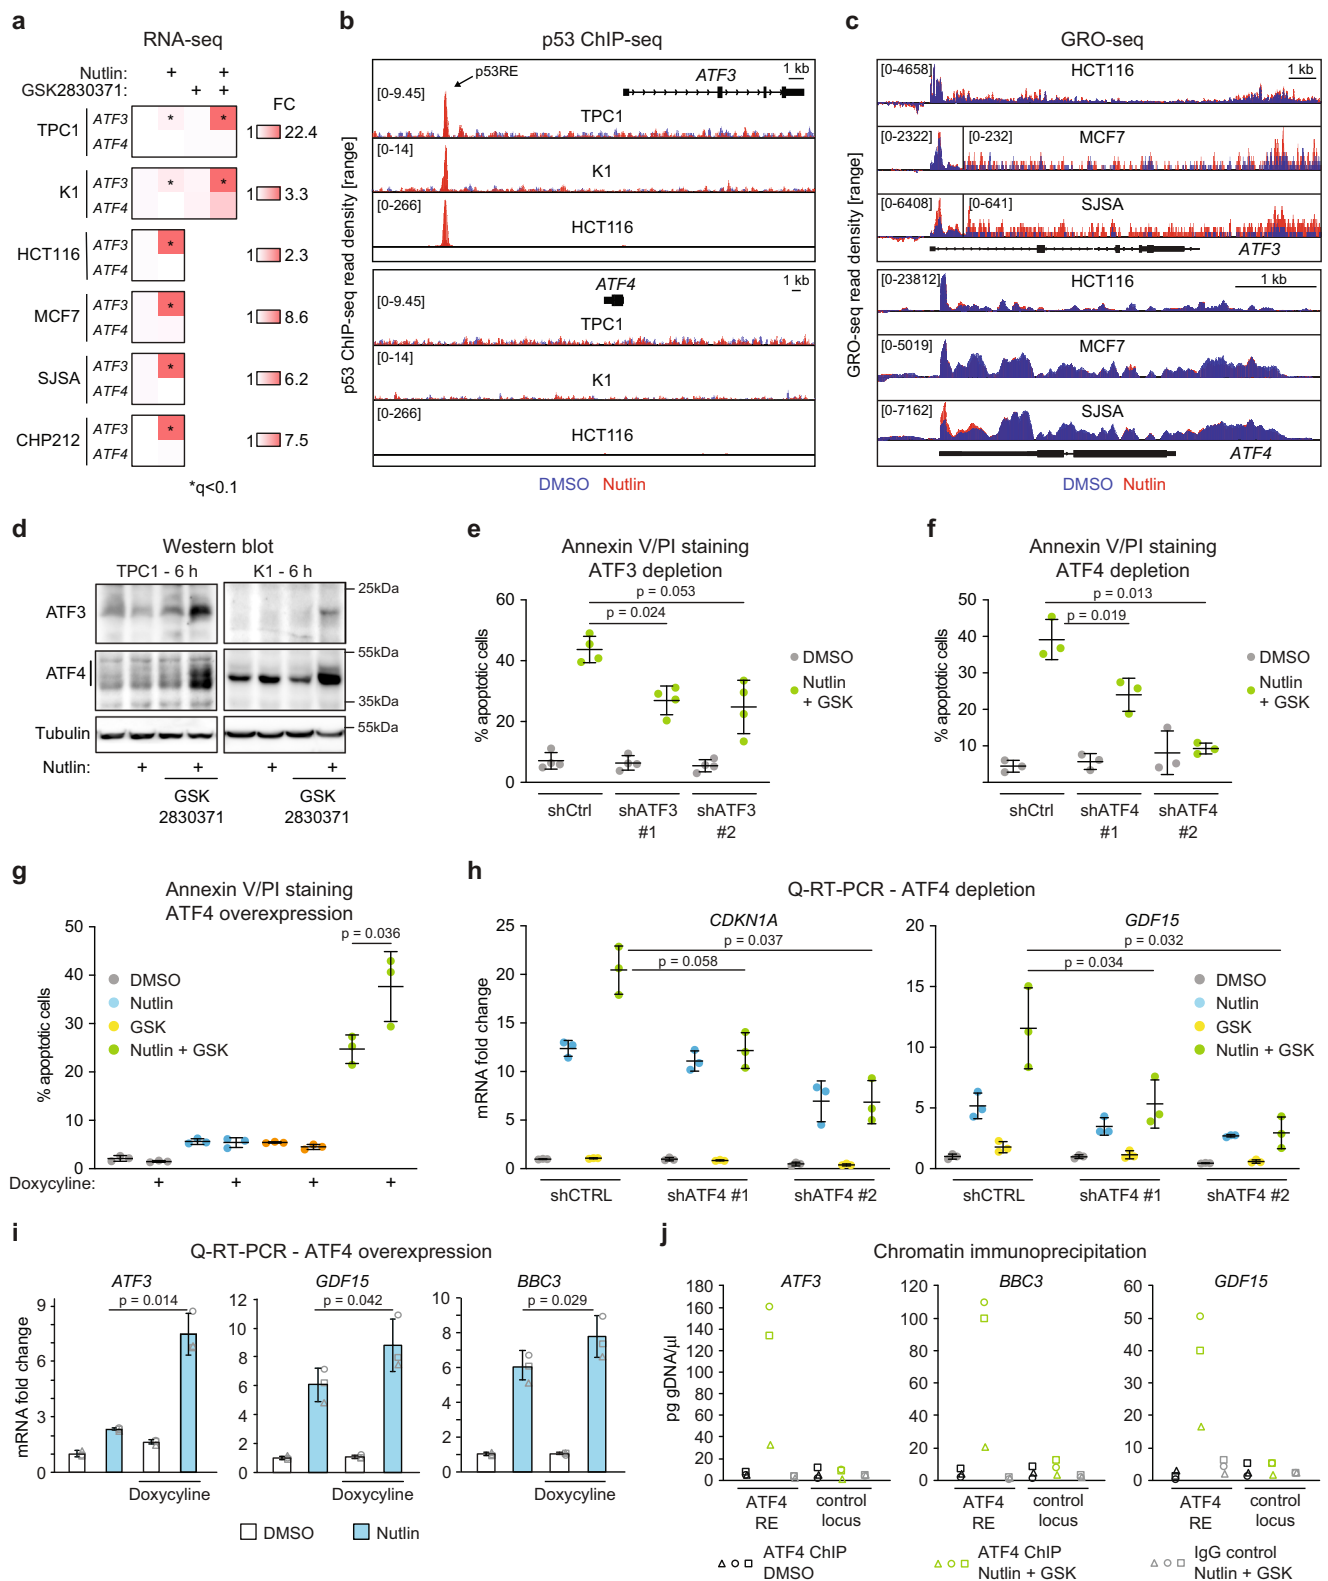 a
RNA-seq
Nutlin: + +
GSK2830371: + +
FC
TPC1 ATF3 * * 1 22.4
ATF4
K1 ATF3 * * 1 3.3
ATF4
HCT116 ATF3 * 1 2.3
ATF4
MCF7 ATF3 * 1 8.6
ATF4
SJSA ATF3 * 1 6.2
ATF4
CHP212 ATF3 * 1 7.5
ATF4
*q<0.1
b
p53 ChIP-seq
p53 ChIP-seq read density [range]
p53RE
ATF3 1 kb
[0-9.45] TPC1
[0-14] K1
[0-266] HCT116
ATF4 1 kb
[0-9.45] TPC1
[0-14] K1
[0-266] HCT116
DMSO Nutlin
c
GRO-seq
GRO-seq read density [range]
[0-4658] HCT116 1 kb
[0-2322] [0-232] MCF7
[0-6408] [0-641] SJSA
ATF3
[0-23812] HCT116 1 kb
[0-5019] MCF7
[0-7162] SJSA
ATF4
DMSO Nutlin
d
Western blot
TPC1 - 6 h K1 - 6 h
ATF3 25kDa
ATF4 55kDa
35kDa
Tubulin 55kDa
Nutlin: + + + +
GSK 2830371 GSK 2830371
e
Annexin V/PI staining
ATF3 depletion
p = 0.053
p = 0.024
% apoptotic cells
60
40
20
0
DMSO
Nutlin + GSK
shCtrl shATF3 #1 shATF3 #2
f
Annexin V/PI staining
ATF4 depletion
p = 0.013
p = 0.019
% apoptotic cells
50
40
30
20
10
DMSO
Nutlin + GSK
shCtrl shATF4 #1 shATF4 #2
g
Annexin V/PI staining
ATF4 overexpression
p = 0.036
% apoptotic cells
50
40
30
20
10
0
DMSO
Nutlin
GSK
Nutlin + GSK
Doxycyline: + + + +
h
Q-RT-PCR - ATF4 depletion
CDKN1A
p = 0.037
p = 0.058
mRNA fold change
25
20
15
10
5
0
shCTRL shATF4 #1 shATF4 #2
GDF15
p = 0.032
p = 0.034
20
15
10
5
0
DMSO
Nutlin
GSK
Nutlin + GSK
shCTRL shATF4 #1 shATF4 #2
i
Q-RT-PCR - ATF4 overexpression
mRNA fold change
ATF3
p = 0.014
9
6
3
0
Doxycyline
GDF15
p = 0.042
12
10
8
6
4
2
0
Doxycyline
BBC3
p = 0.029
10
8
6
4
2
0
Doxycyline
DMSO Nutlin
j
Chromatin immunoprecipitation
pg gDNA/µl
ATF3
180
160
140
120
100
80
60
40
20
0
ATF4 RE control locus
BBC3
120
100
80
60
40
20
0
ATF4 RE control locus
GDF15
60
50
40
30
20
10
0
ATF4 RE control locus
ATF4 ChIP DMSO
ATF4 ChIP Nutlin + GSK
IgG control Nutlin + GSK